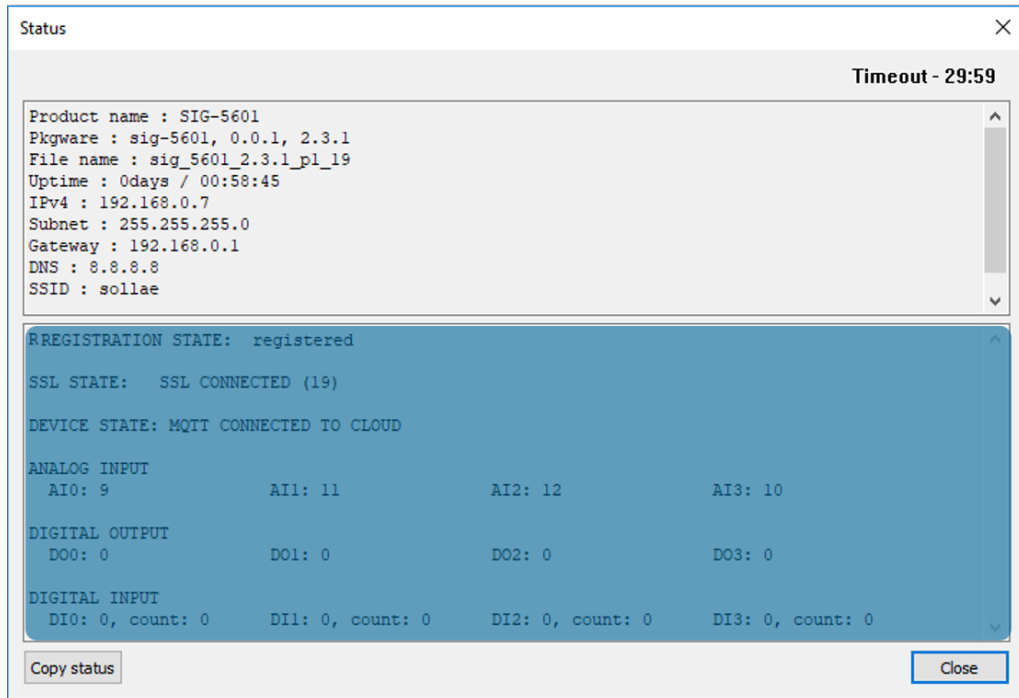 Status
Timeout - 29:59
Product name : SIG-5601
Pkgware : sig-5601, 0.0.1, 2.3.1
File name : sig_5601_2.3.1_p1_19
Uptime : 0days / 00:58:45
IPv4 : 192.168.0.7
Subnet : 255.255.255.0
Gateway : 192.168.0.1
DNS : 8.8.8.8
SSID : sollae
RREGISTRATION STATE: registered
SSL STATE: SSL CONNECTED (19)
DEVICE STATE: MQTT CONNECTED TO CLOUD
ANALOG INPUT
AI0: 9 AI1: 11 AI2: 12 AI3: 10
DIGITAL OUTPUT
DO0: 0 DO1: 0 DO2: 0 DO3: 0
DIGITAL INPUT
DI0: 0, count: 0 DI1: 0, count: 0 DI2: 0, count: 0 DI3: 0, count: 0
Copy status Close